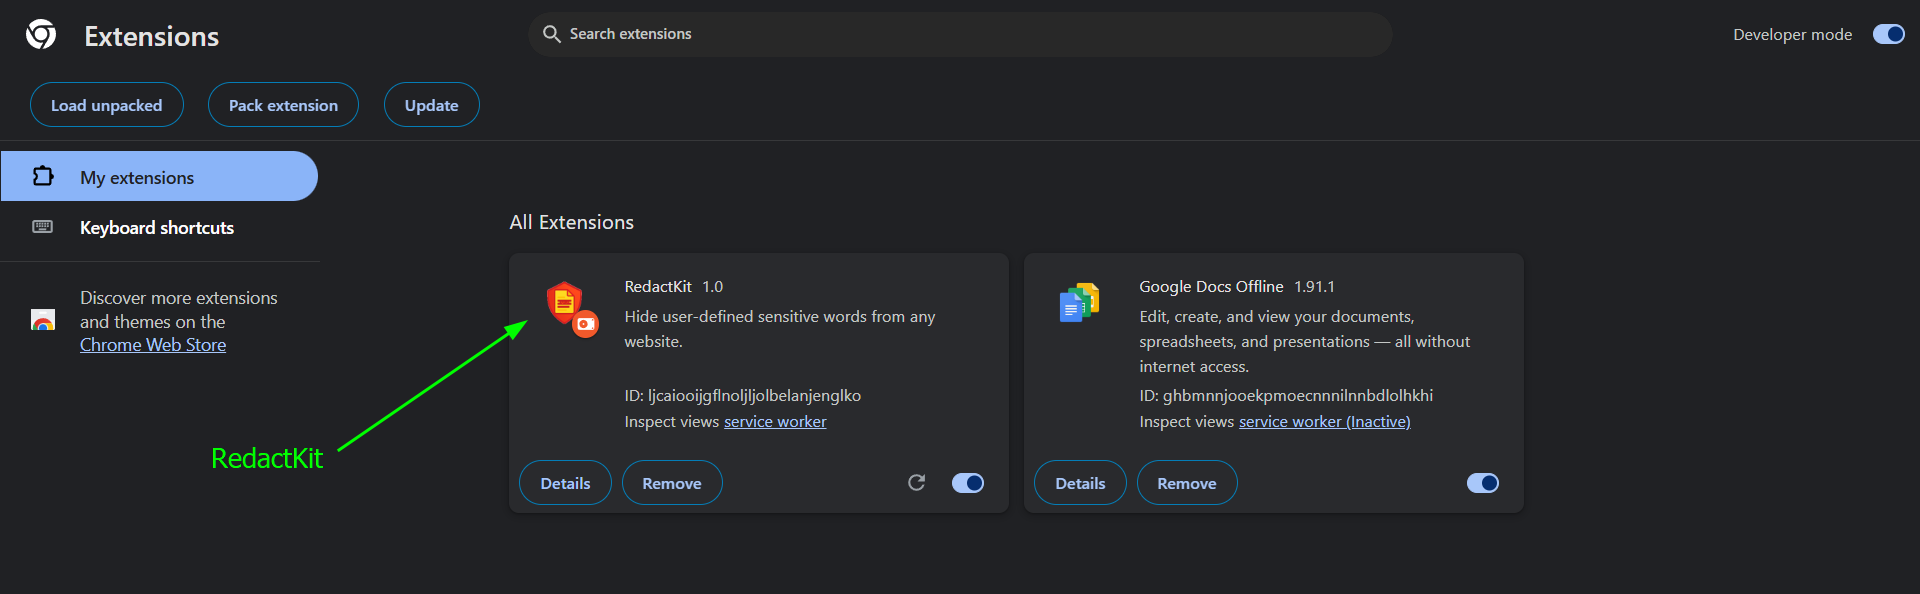 Extensions
Search extensions
Developer mode
Load unpacked
Pack extension
Update
My extensions
Keyboard shortcuts
Discover more extensions
and themes on the
Chrome Web Store
All Extensions
RedactKit 1.0
Hide user-defined sensitive words from any
website.
ID: ljcaiooijgflnoljljolbelanjenglko
Inspect views service worker
Details
Remove
Google Docs Offline 1.91.1
Edit, create, and view your documents,
spreadsheets, and presentations — all without
internet access.
ID: ghbmnnjooekpmoecnnnilnnbdlolhkhi
Inspect views service worker (Inactive)
Details
Remove
RedactKit